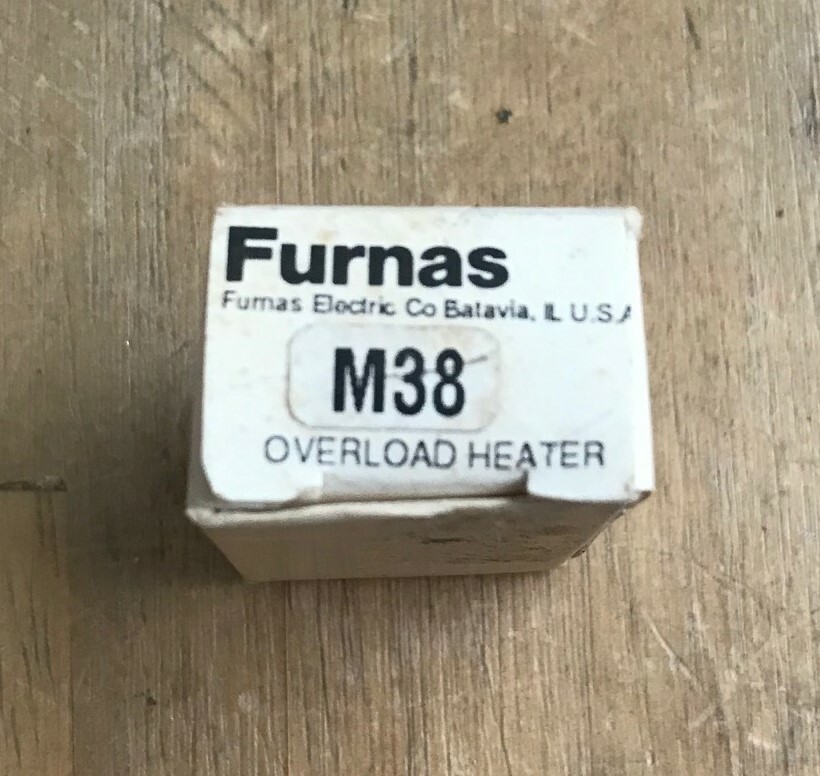 Furnas
Furnas Electric Co Batavia, IL U.S.A
M38
OVERLOAD HEATER